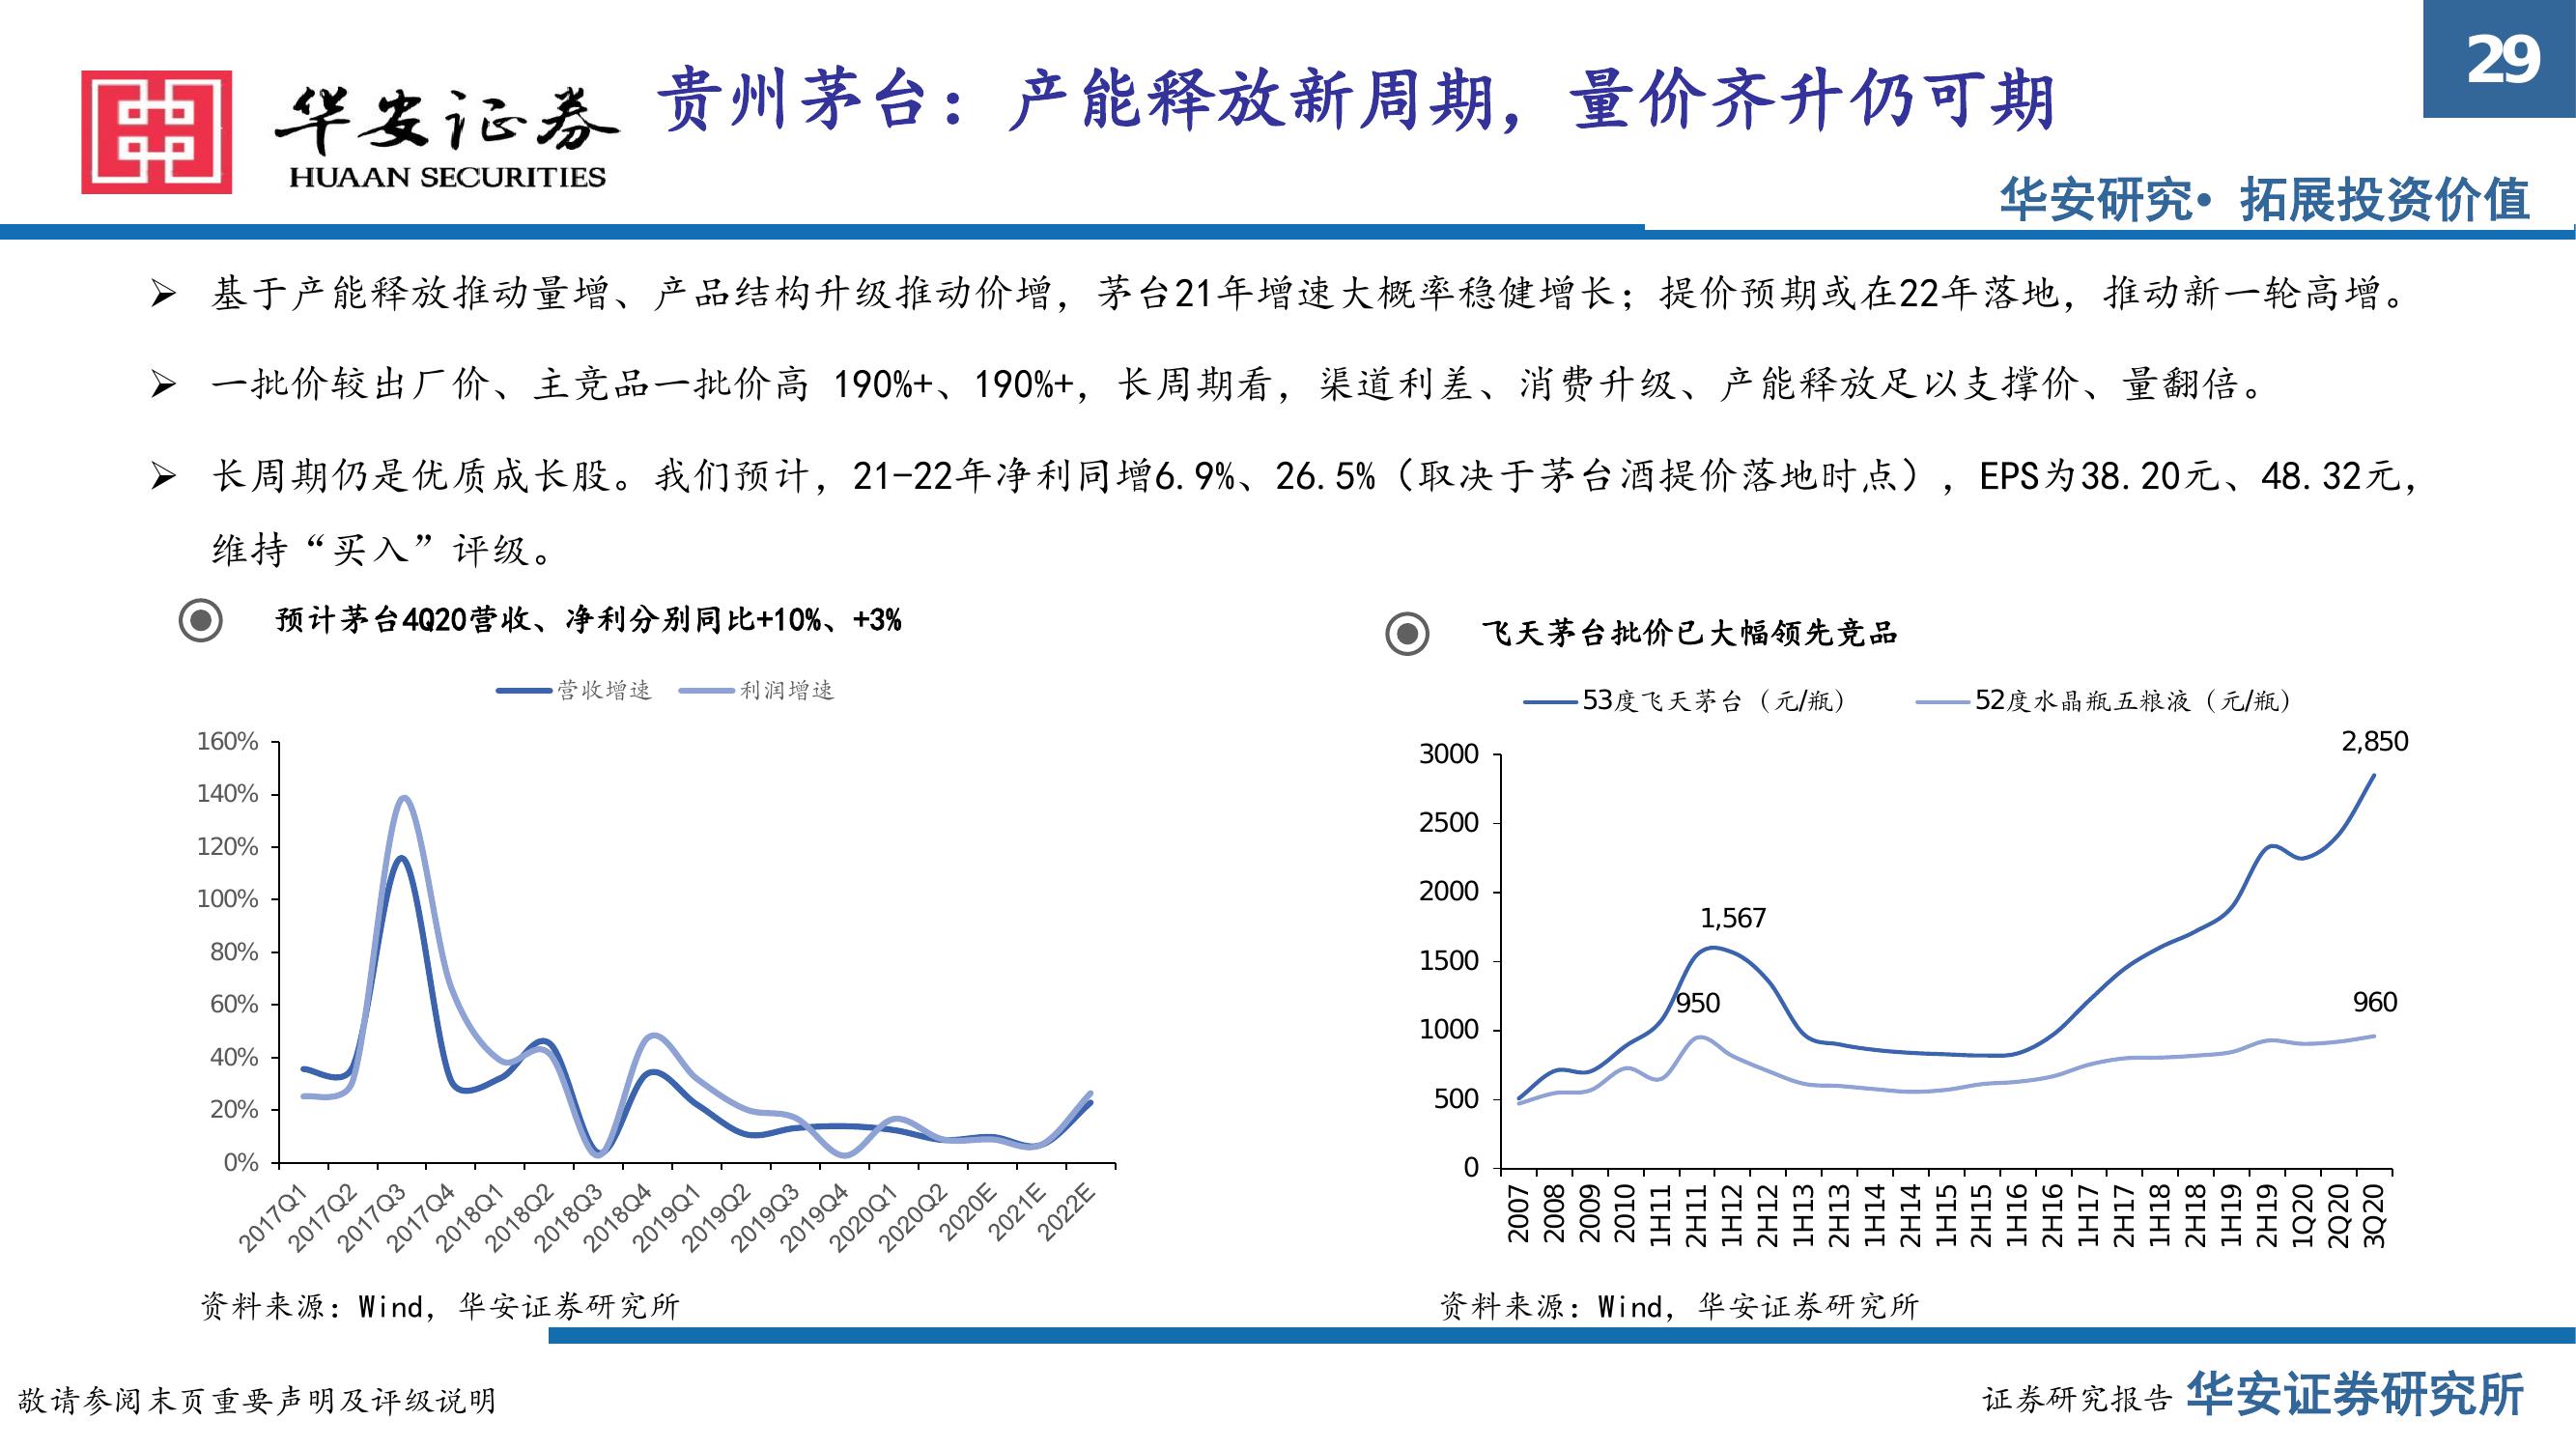 29
华安证券
HUAAN SECURITIES
贵州茅台：产能释放新周期，量价齐升仍可期
华安研究• 拓展投资价值
➢ 基于产能释放推动量增、产品结构升级推动价增，茅台21年增速大概率稳健增长；提价预期或在22年落地，推动新一轮高增。
➢ 一批价较出厂价、主竞品一批价高 190%+、190%+，长周期看，渠道利差、消费升级、产能释放足以支撑价、量翻倍。
➢ 长周期仍是优质成长股。我们预计，21-22年净利同增6.9%、26.5%（取决于茅台酒提价落地时点），EPS为38.20元、48.32元，
维持“买入”评级。
预计茅台4Q20营收、净利分别同比+10%、+3%
营收增速 利润增速
160%
140%
120%
100%
80%
60%
40%
20%
0%
2017Q1 2017Q2 2017Q3 2017Q4 2018Q1 2018Q2 2018Q3 2018Q4 2019Q1 2019Q2 2019Q3 2019Q4 2020Q1 2020Q2 2020E 2021E 2022E
资料来源：Wind，华安证券研究所
飞天茅台批价已大幅领先竞品
53度飞天茅台（元/瓶） 52度水晶瓶五粮液（元/瓶）
3000
2500
2000
1500
1000
500
0
2,850
1,567
950
960
2007 2008 2009 2010 1H11 2H11 1H12 2H12 1H13 2H13 1H14 2H14 1H15 2H15 1H16 2H16 1H17 2H17 1H18 2H18 1H19 2H19 1Q20 2Q20 3Q20
资料来源：Wind，华安证券研究所
敬请参阅末页重要声明及评级说明
证券研究报告 华安证券研究所